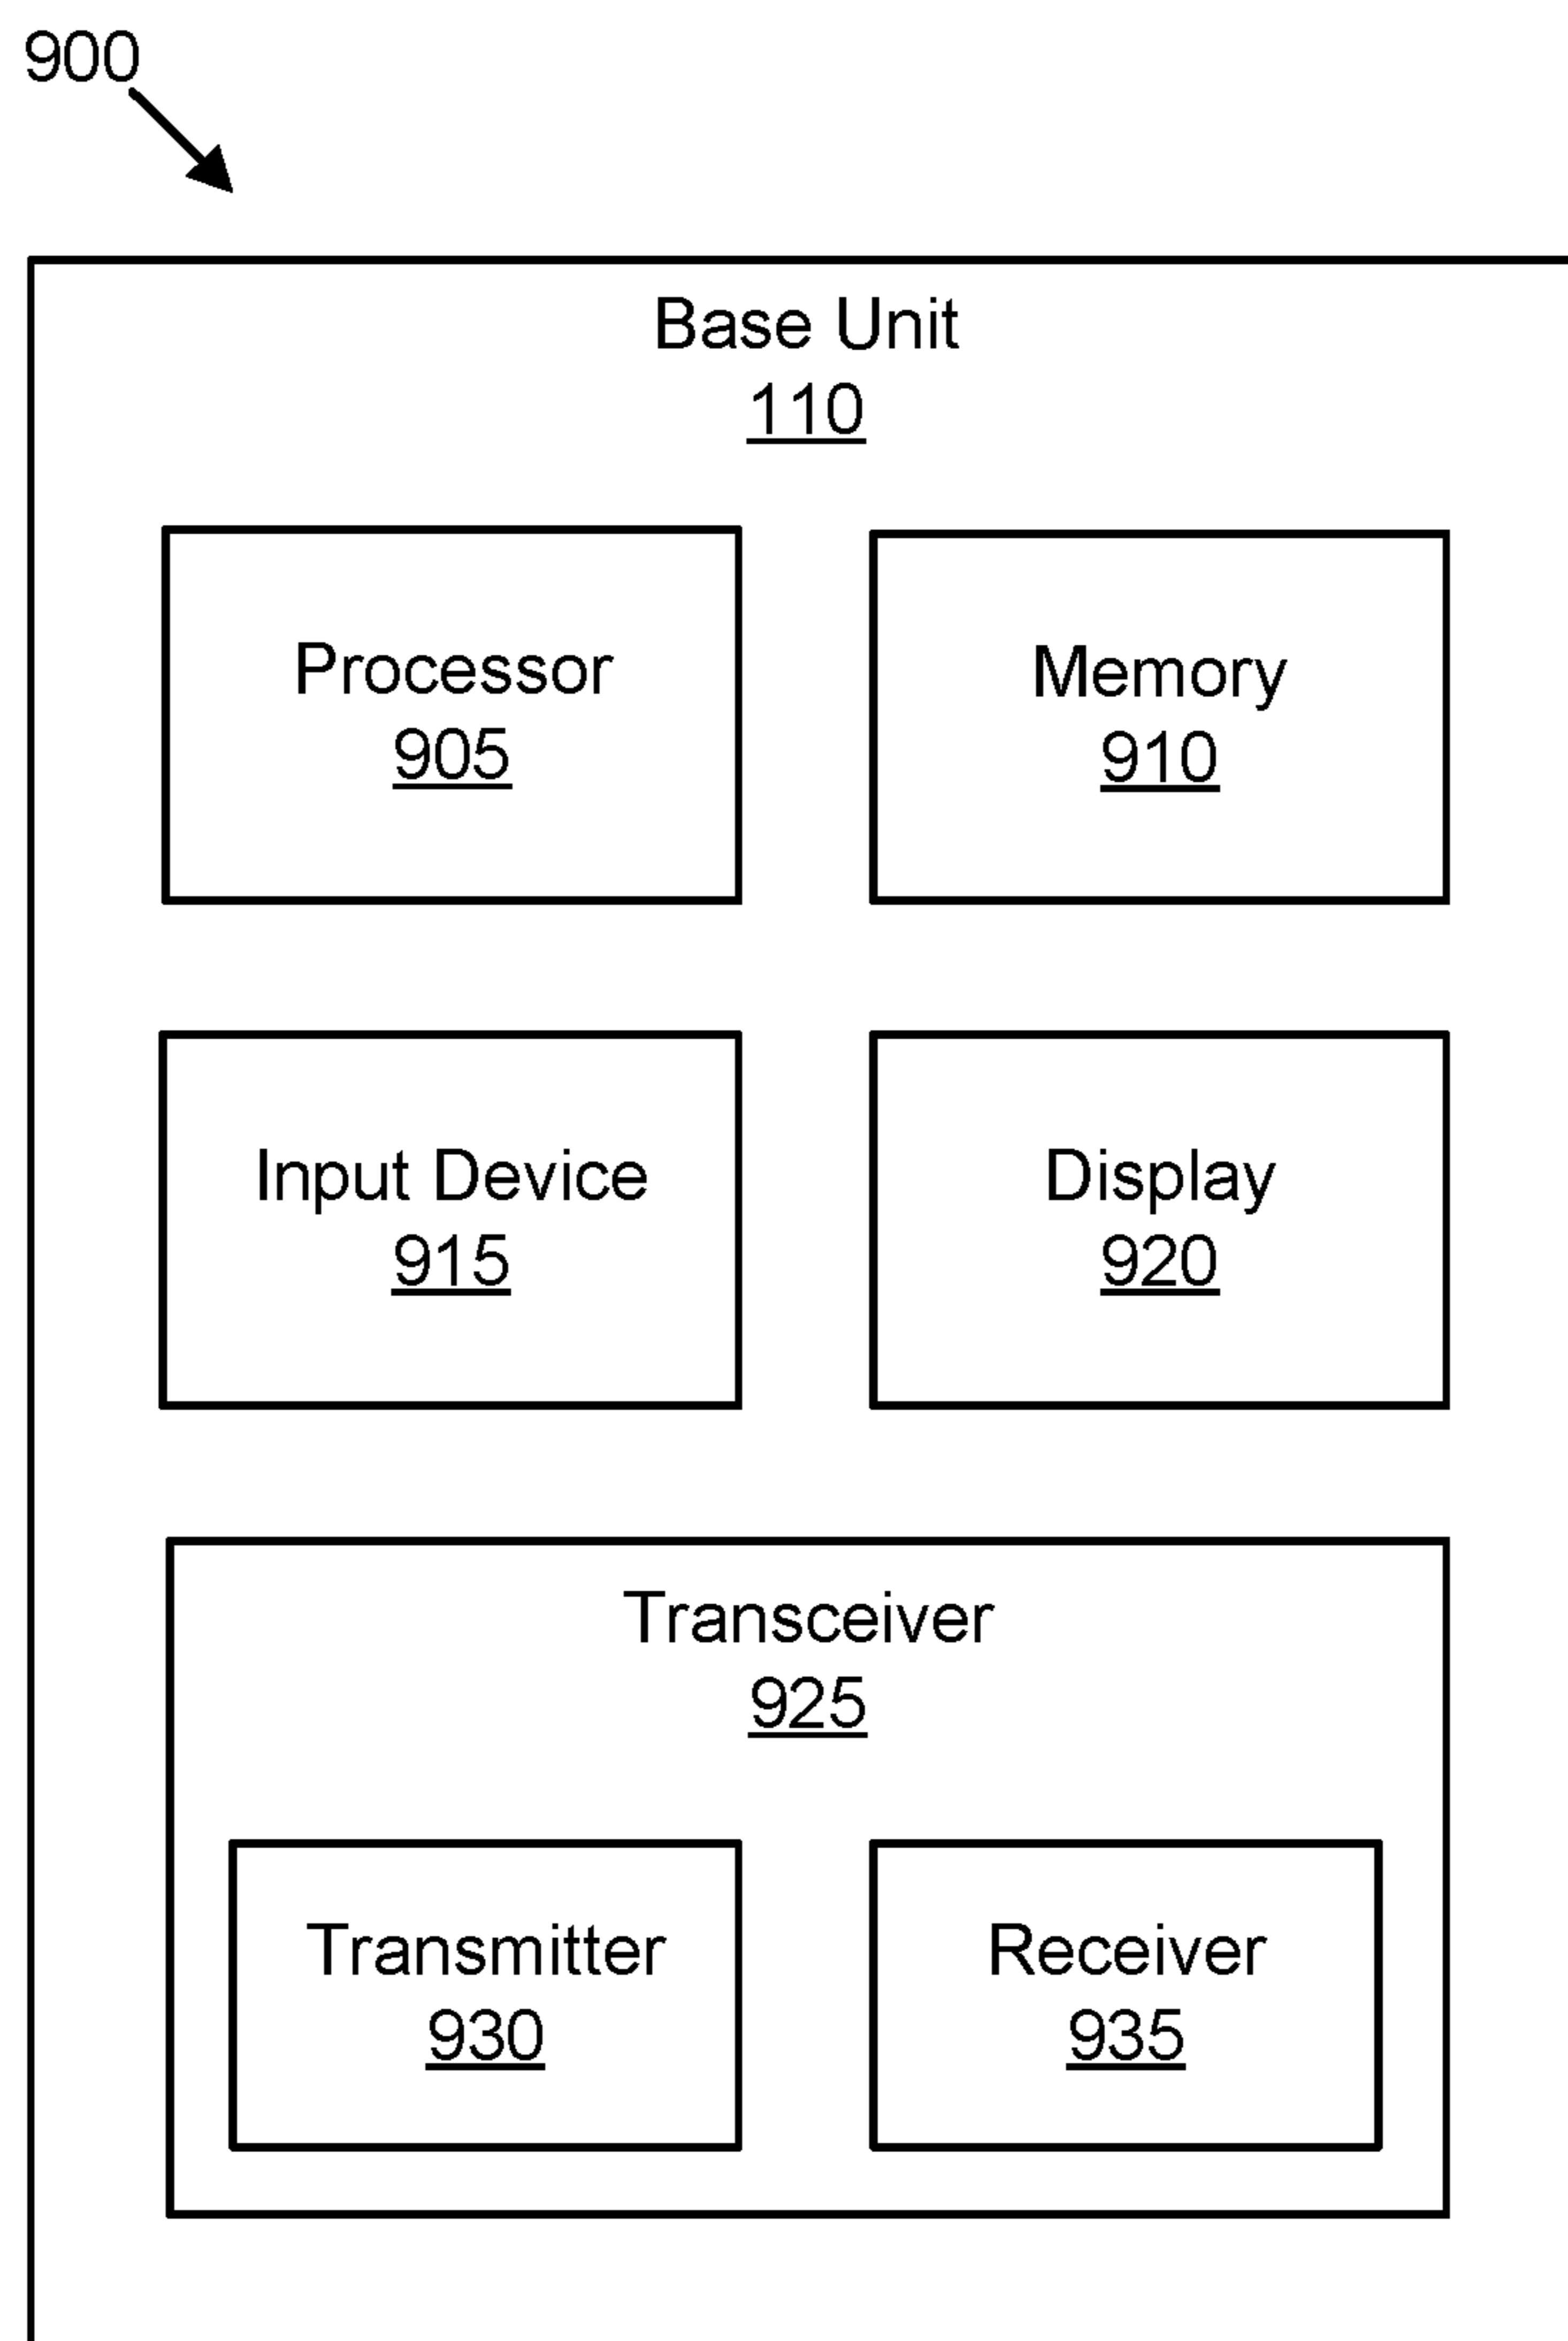 900
Base Unit
110
Processor
905
Memory
910
Input Device
915
Display
920
Transceiver
925
Transmitter
930
Receiver
935